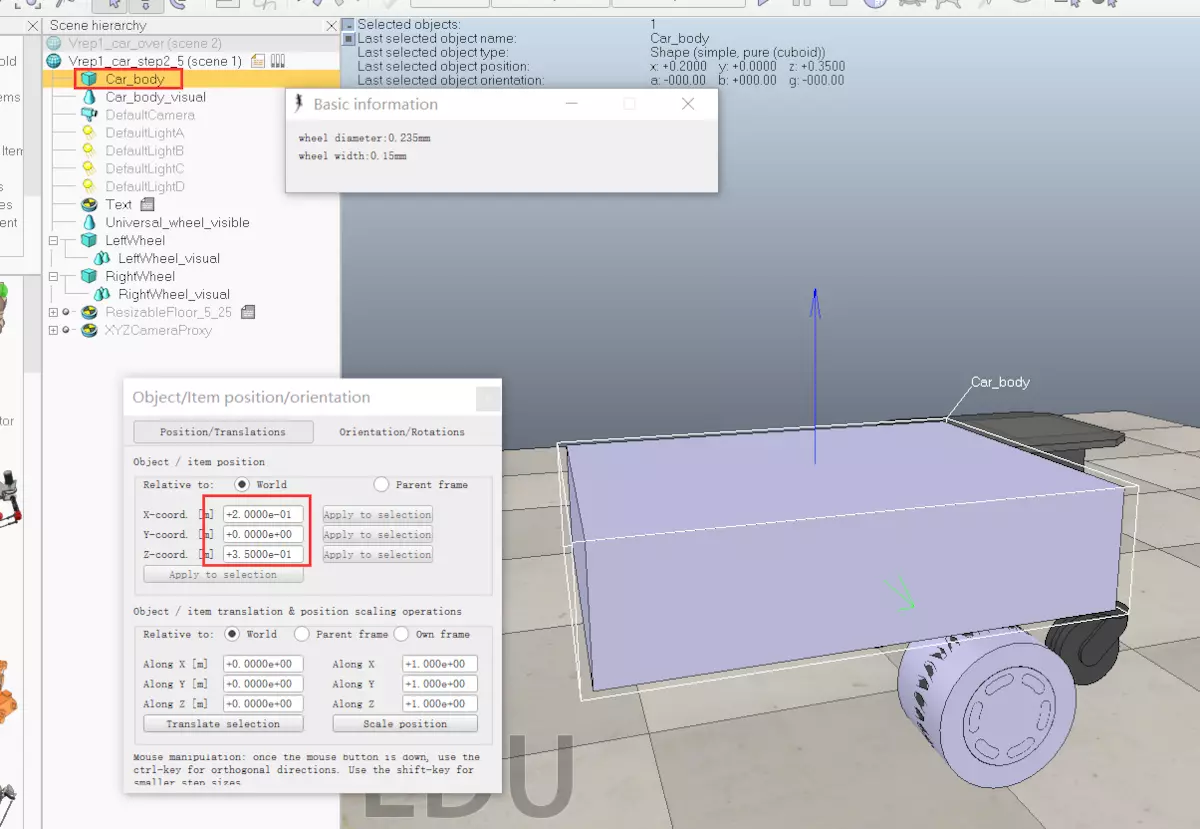 Scene hierarchy
Vrep1_car_over (scene 2)
Vrep1_car_step2_5 (scene 1)
Car_body
Car_body_visual
DefaultCamera
DefaultLightA
DefaultLightB
DefaultLightC
DefaultLightD
Text
Universal_wheel_visible
LeftWheel
LeftWheel_visual
RightWheel
RightWheel_visual
ResizableFloor_5_25
XYZCameraProxy
Selected objects: 1
Last selected object name: Car_body
Last selected object type: Shape (simple, pure (cuboid))
Last selected object position: x: +0.2000 y: +0.0000 z: +0.3500
Last selected object orientation: a: -000.00 b: +000.00 g: -000.00
Basic information
wheel diameter:0.235mm
wheel width:0.15mm
Car_body
Object/Item position/orientation
Position/Translations Orientation/Rotations
Object / item position
Relative to: World Parent frame
X-coord. [m] +2.0000e-01 Apply to selection
Y-coord. [m] +0.0000e+00 Apply to selection
Z-coord. [m] +3.5000e-01 Apply to selection
Apply to selection
Object / item translation & position scaling operations
Relative to: World Parent frame Own frame
Along X [m] +0.0000e+00 Along X +1.000e+00
Along Y [m] +0.0000e+00 Along Y +1.000e+00
Along Z [m] +0.0000e+00 Along Z +1.000e+00
Translate selection Scale position
Mouse manipulation: once the mouse button is down, use the
ctrl-key for orthogonal directions. Use the shift-key for
smaller step sizes.
EDU